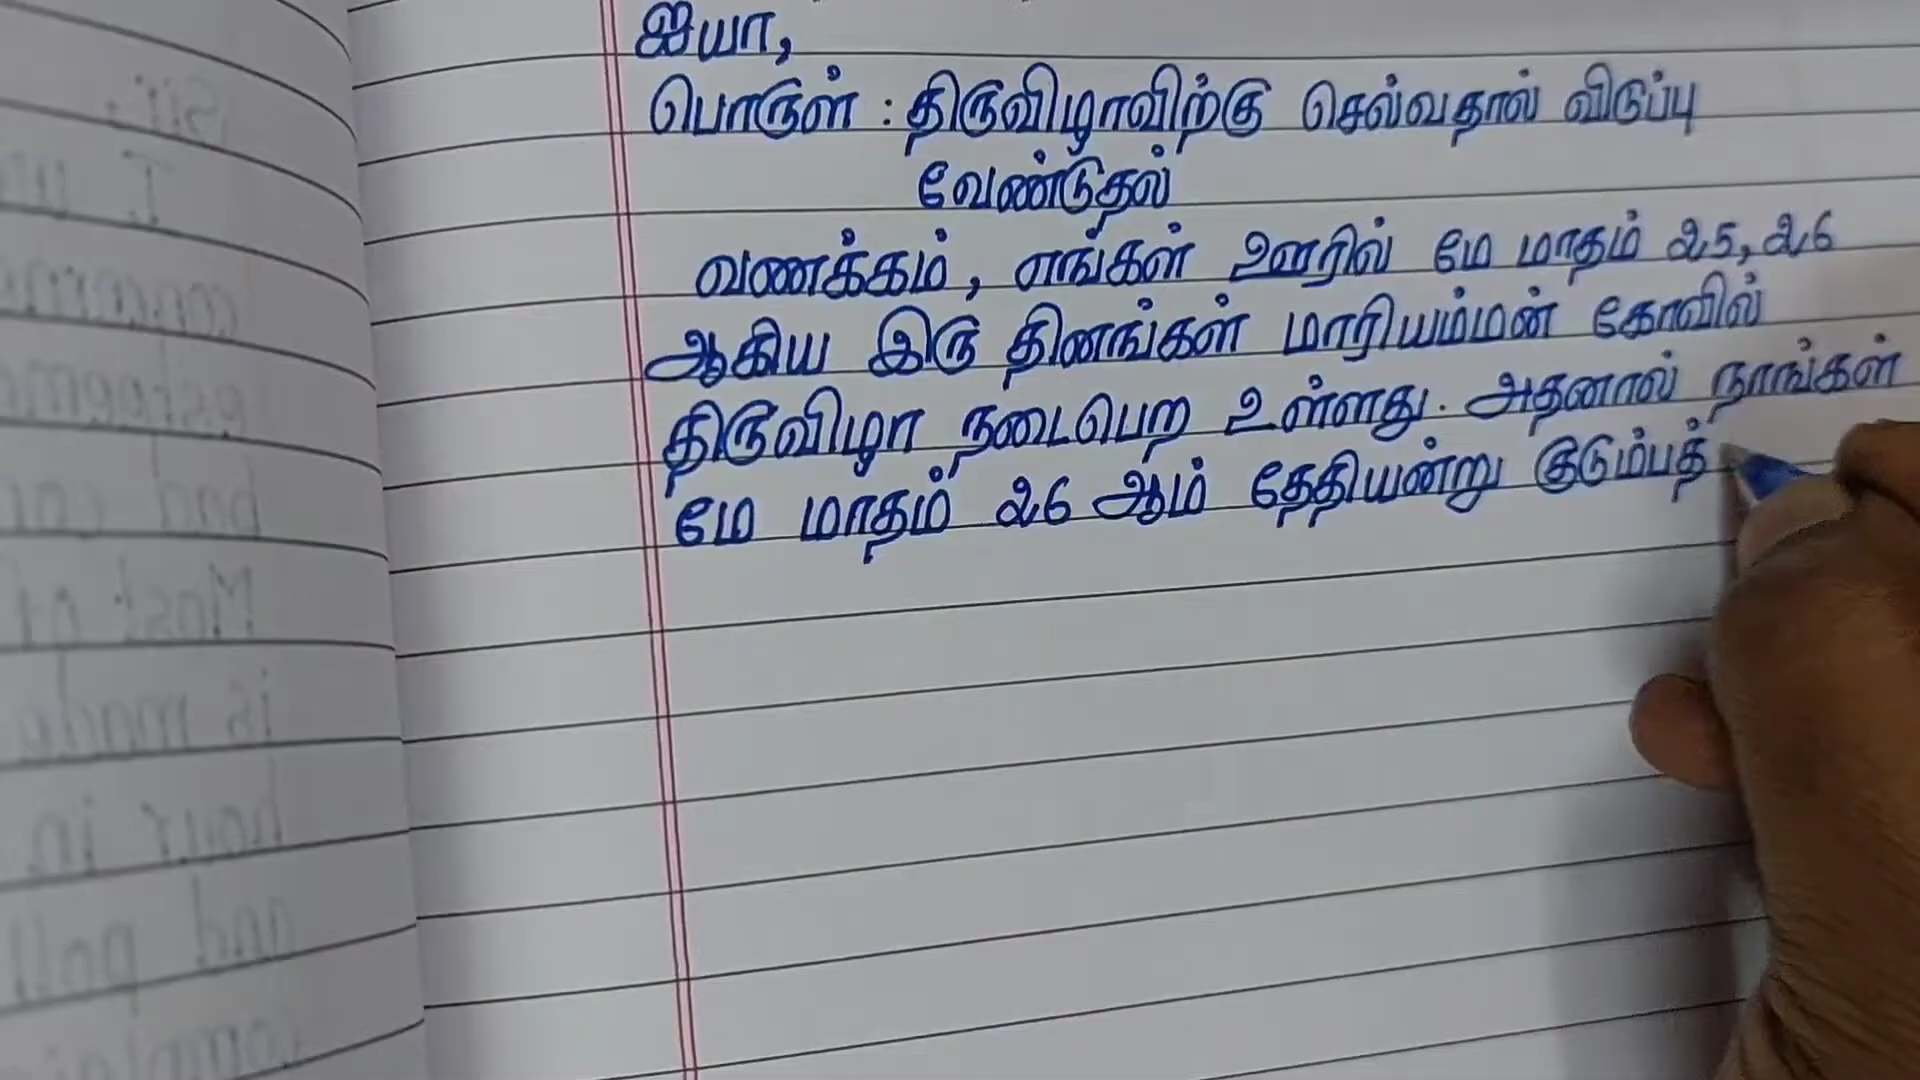 ஐயா,
பொருள் : திருவிழாவிற்கு செல்வதால் விடுப்பு
வேண்டுதல்
வணக்கம், எங்கள் ஊரில் மே மாதம் 25, 26
ஆகிய இரு தினங்கள் மாரியம்மன் கோவில்
திருவிழா நடைபெற உள்ளது. அதனால் நாங்கள்
மே மாதம் 26 ஆம் தேதியன்று குடும்பத்